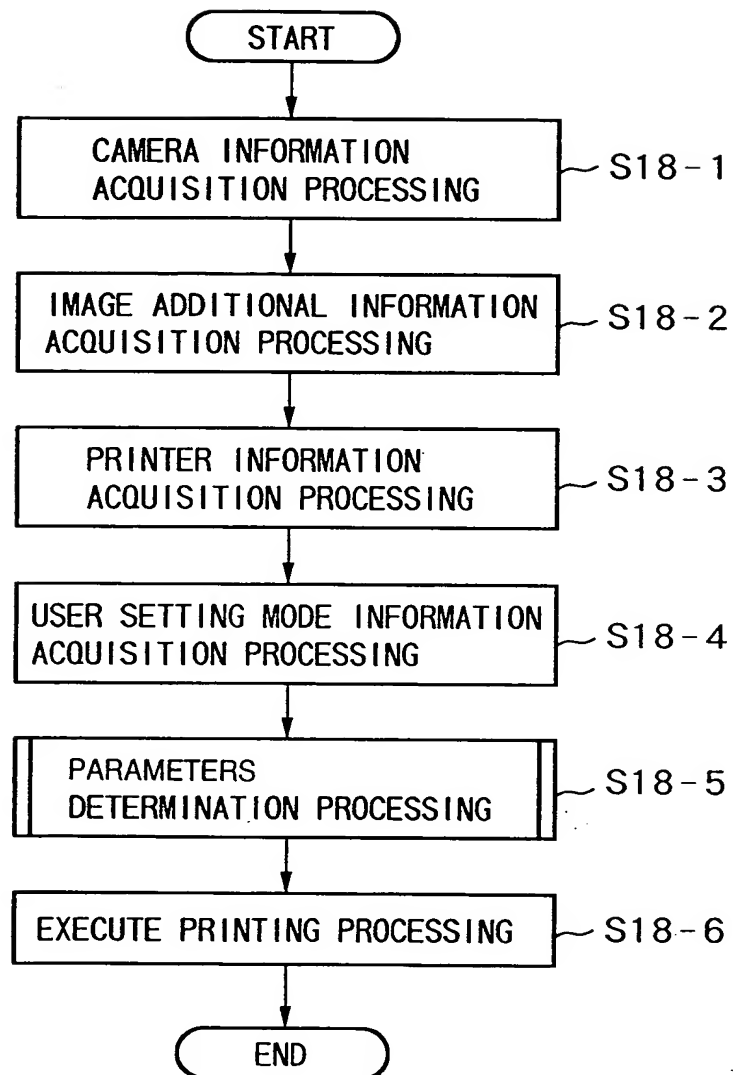 START
CAMERA INFORMATION
ACQUISITION PROCESSING
S18-1
IMAGE ADDITIONAL INFORMATION
ACQUISITION PROCESSING
S18-2
PRINTER INFORMATION
ACQUISITION PROCESSING
S18-3
USER SETTING MODE INFORMATION
ACQUISITION PROCESSING
S18-4
PARAMETERS
DETERMINATION PROCESSING
S18-5
EXECUTE PRINTING PROCESSING
S18-6
END